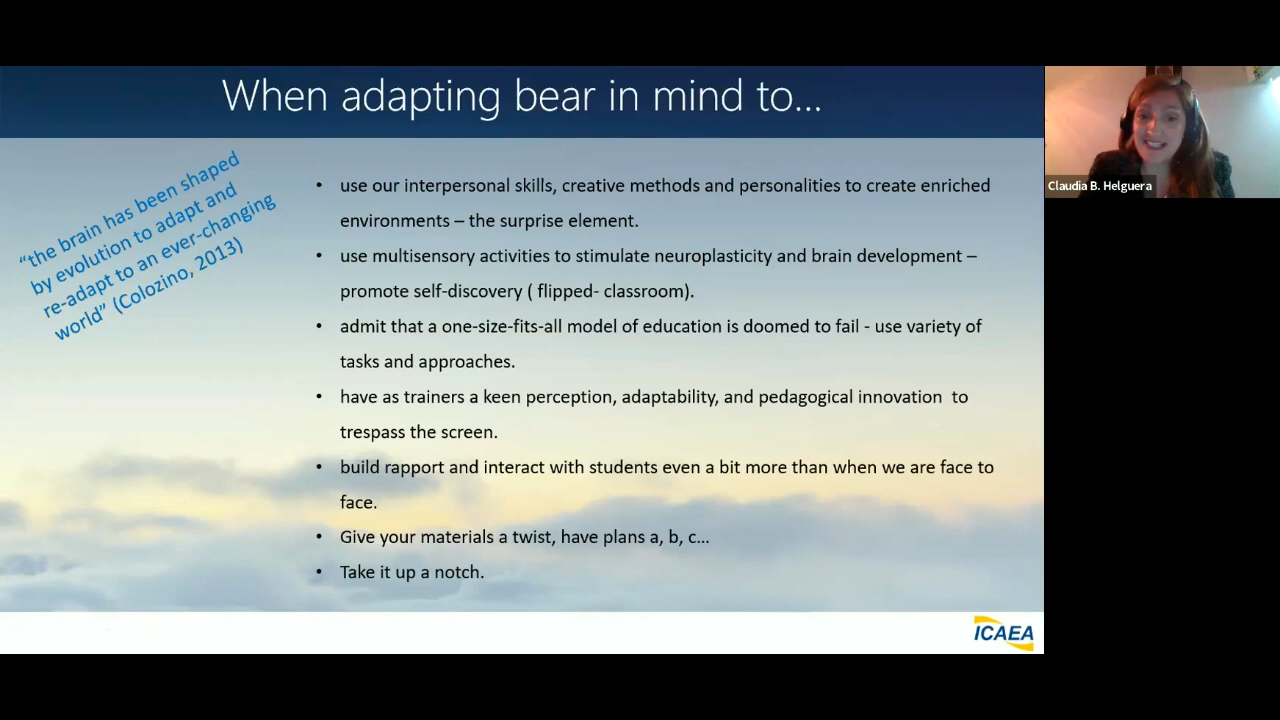 When adapting bear in mind to...
“the brain has been shaped
by evolution to adapt and
re-adapt to an ever-changing
world” (Colozino, 2013)
• use our interpersonal skills, creative methods and personalities to create enriched
environments – the surprise element.
• use multisensory activities to stimulate neuroplasticity and brain development –
promote self-discovery ( flipped- classroom).
• admit that a one-size-fits-all model of education is doomed to fail - use variety of
tasks and approaches.
• have as trainers a keen perception, adaptability, and pedagogical innovation  to
trespass the screen.
• build rapport and interact with students even a bit more than when we are face to
face.
• Give your materials a twist, have plans a, b, c...
• Take it up a notch.
ICAEA
Claudia B. Helguera